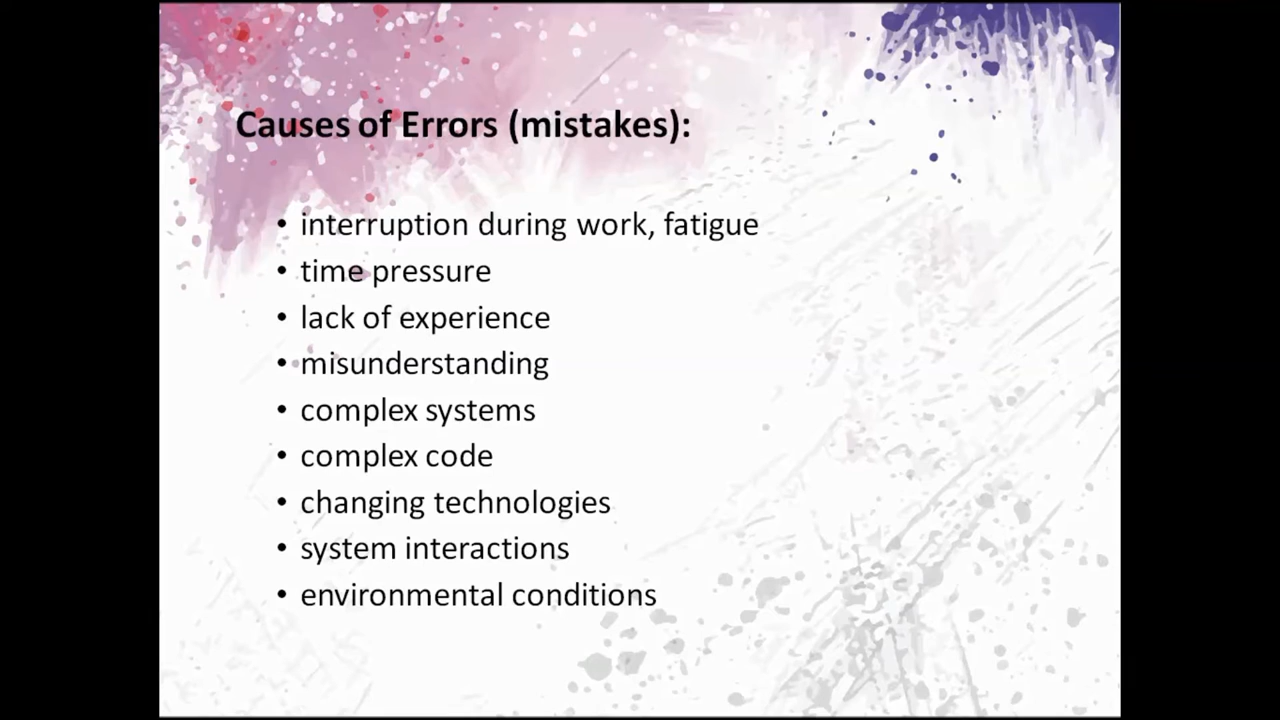 Causes of Errors (mistakes):
• interruption during work, fatigue
• time pressure
• lack of experience
• misunderstanding
• complex systems
• complex code
• changing technologies
• system interactions
• environmental conditions